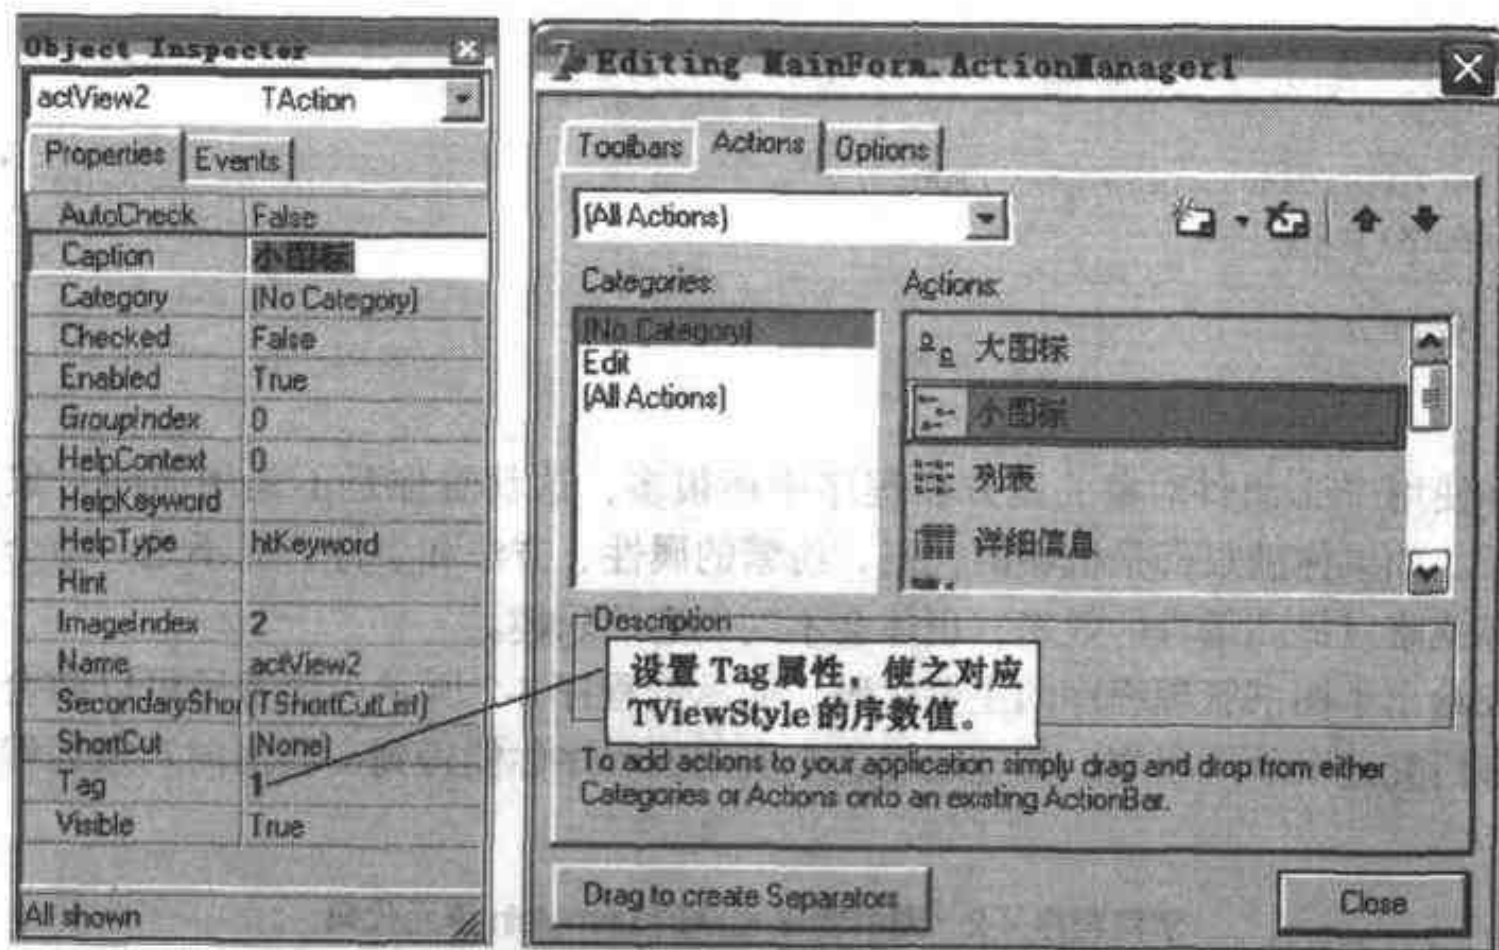 Object Inspector
actView2 TAction
Properties Events
AutoCheck False
Caption 小图标
Category (No Category)
Checked False
Enabled True
GroupIndex 0
HelpContext 0
HelpKeyword
HelpType htKeyword
Hint
ImageIndex 2
Name actView2
SecondaryShor (TShortCutList)
ShortCut (None)
Tag 1
Visible True
All shown
Editing MainForm.ActionManager1
Toolbars Actions Options
(All Actions)
Categories:
Actions:
(No Category)
Edit
(All Actions)
大图标
小图标
列表
详细信息
Description
设置 Tag 属性，使之对应
TViewStyle 的序数值。
To add actions to your application simply drag and drop from either
Categories or Actions onto an existing ActionBar.
Drag to create Separators
Close